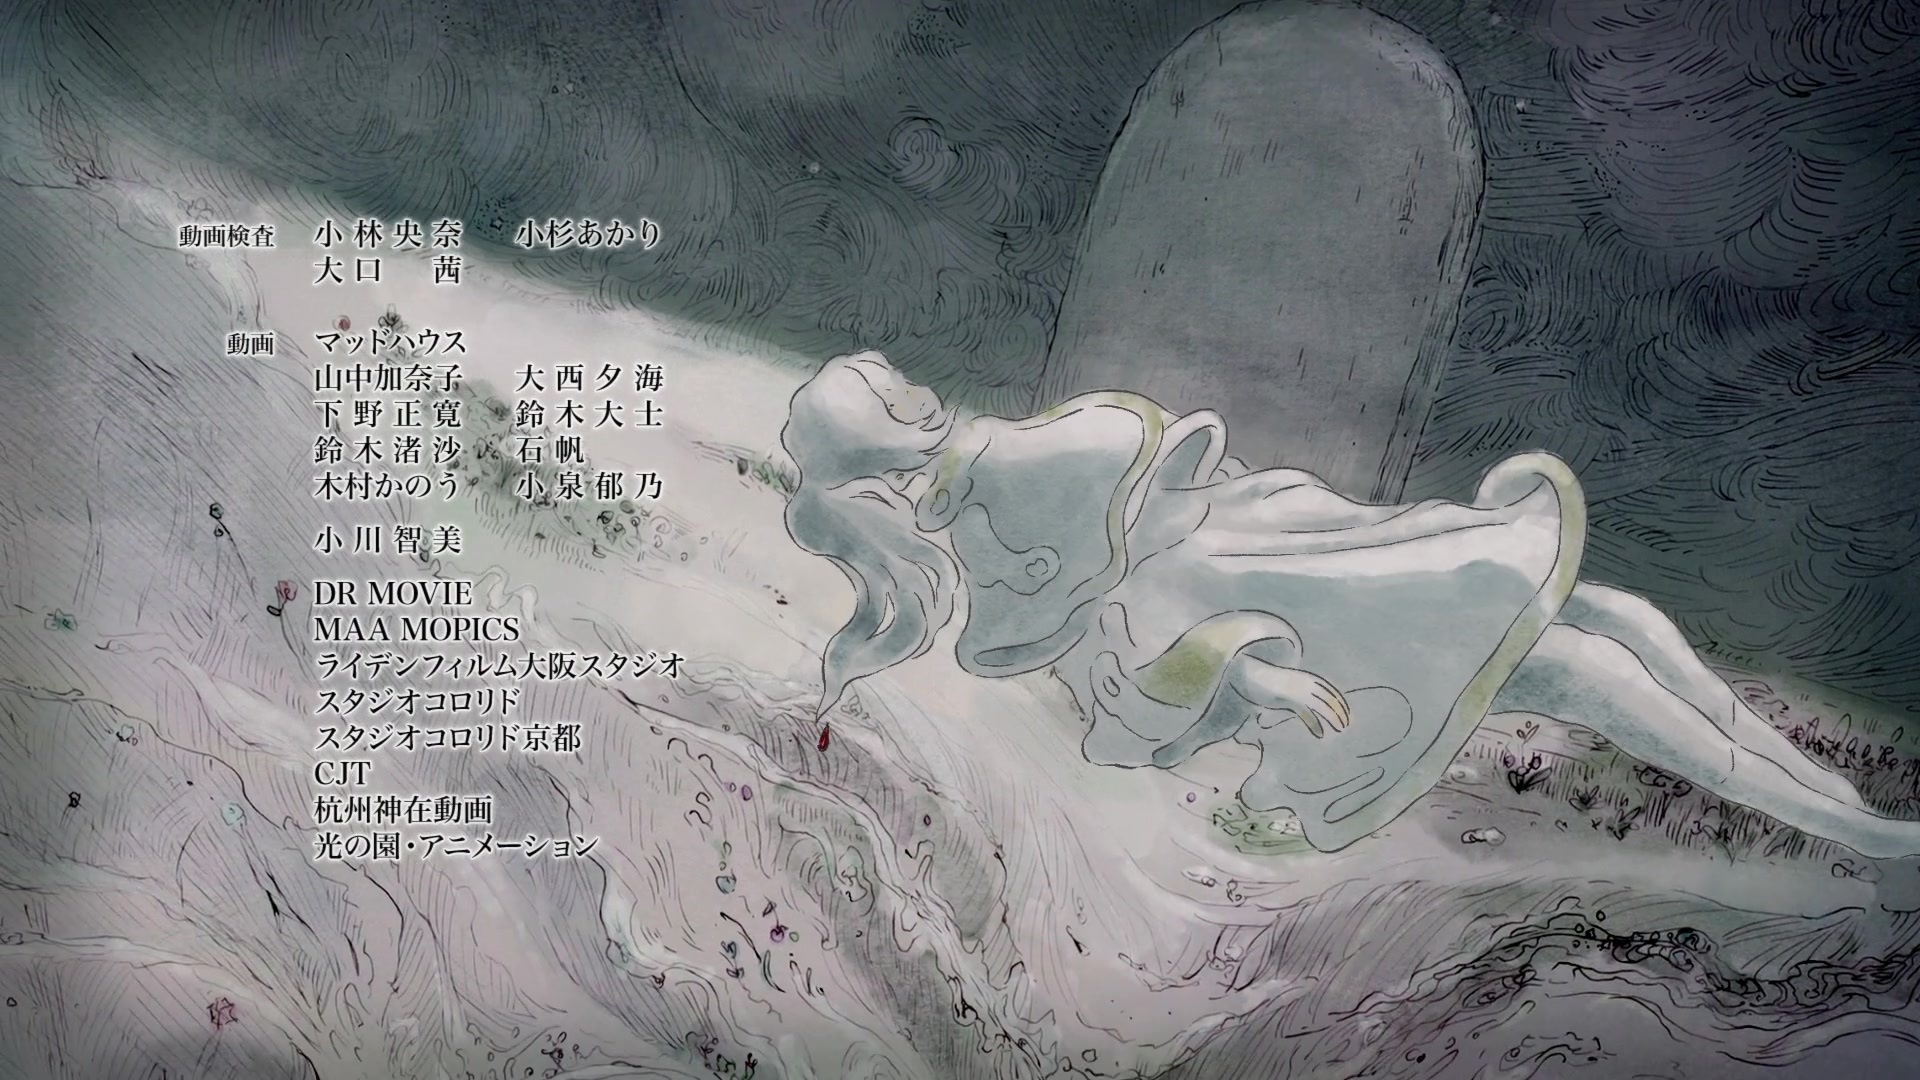 動画検査 小林央奈 小杉あかり
大口 茜
動画 マッドハウス
山中加奈子 大西夕海
下野正寛 鈴木大士
鈴木渚沙 石帆
木村かのう 小泉郁乃
小川智美
DR MOVIE
MAA MOPICS
ライデンフィルム大阪スタジオ
スタジオコロリド
スタジオコロリド京都
CJT
杭州神在動画
光の園・アニメーション